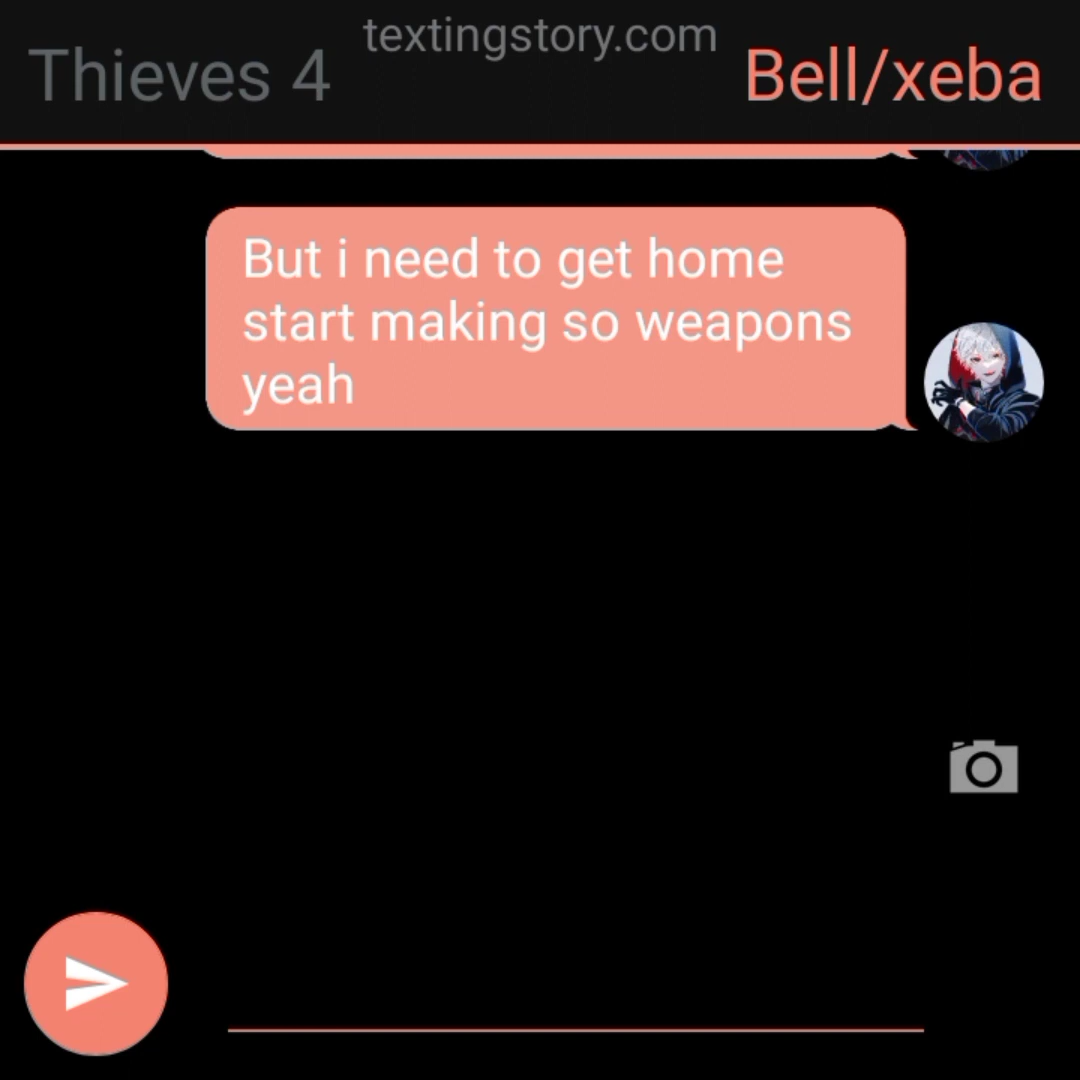 textingstory.com
Thieves 4
Bell/xeba
But i need to get home
start making so weapons
yeah